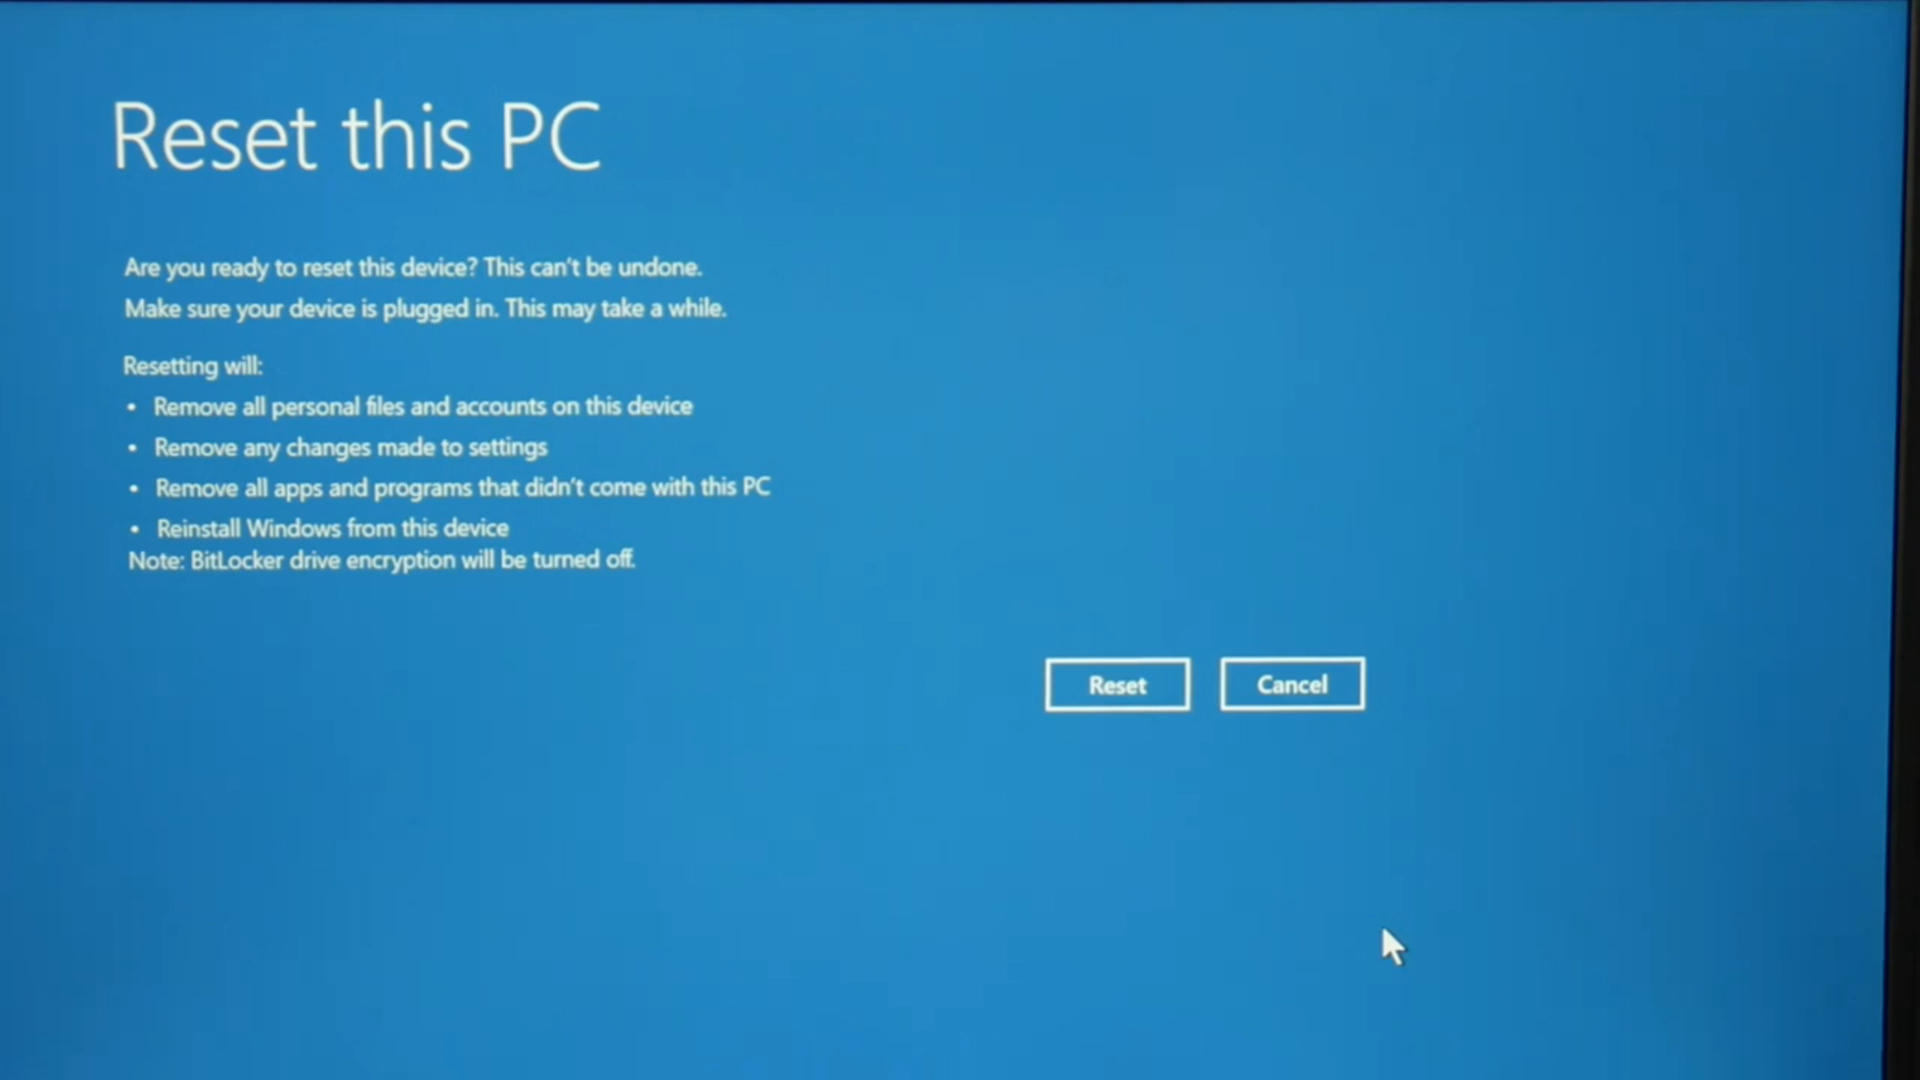 Reset this PC
Are you ready to reset this device? This can't be undone.
Make sure your device is plugged in. This may take a while.
Resetting will:
• Remove all personal files and accounts on this device
• Remove any changes made to settings
• Remove all apps and programs that didn't come with this PC
• Reinstall Windows from this device
Note: BitLocker drive encryption will be turned off.
Reset Cancel